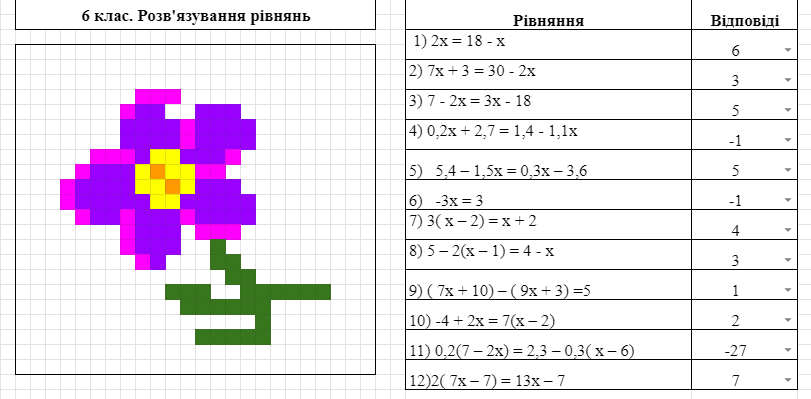 6 клас. Розв'язування рівнянь
Рівняння Відповіді
1) 2x = 18 - x 6
2) 7x + 3 = 30 - 2x 3
3) 7 - 2x = 3x - 18 5
4) 0,2x + 2,7 = 1,4 - 1,1x -1
5) 5,4 – 1,5x = 0,3x – 3,6 5
6) -3x = 3 -1
7) 3( x – 2) = x + 2 4
8) 5 – 2(x – 1) = 4 - x 3
9) ( 7x + 10) – ( 9x + 3) =5 1
10) -4 + 2x = 7(x – 2) 2
11) 0,2(7 – 2x) = 2,3 – 0,3( x – 6) -27
12)2( 7x – 7) = 13x – 7 7